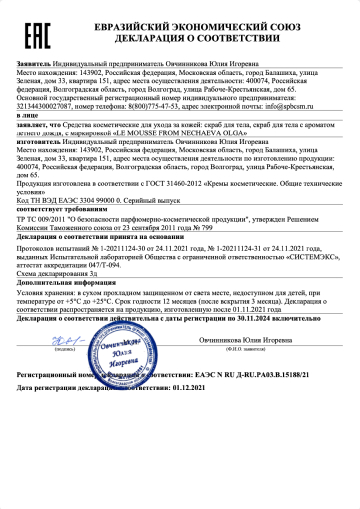 ЕАС
ЕВРАЗИЙСКИЙ ЭКОНОМИЧЕСКИЙ СОЮЗ
ДЕКЛАРАЦИЯ О СООТВЕТСТВИИ
Заявитель Индивидуальный предприниматель Овчинникова Юлия Игоревна
Место нахождения: 143902, Российская федерация, Московская область, город Балашиха, улица
Зеленая, дом 33, квартира 151, адрес места осуществления деятельности: 400074, Российская
федерация, Волгоградская область, город Волгоград, улица Рабоче-Крестьянская, дом 65.
Основной государственный регистрационный номер индивидуального предпринимателя:
321344300027087, номер телефона: 8(800)775-47-53, адрес электронной почты: info@spbcsm.ru
в лице
заявляет, что Средства косметические для ухода за кожей: скраб для тела, скраб для тела с ароматом
летнего дождя, с маркировкой «LE MOUSSE FROM NECHAEVA OLGA»
изготовитель Индивидуальный предприниматель Овчинникова Юлия Игоревна
Место нахождения: 143902, Российская федерация, Московская область, город Балашиха, улица
Зеленая, дом 33, квартира 151, адрес места осуществления деятельности по изготовлению продукции:
400074, Российская федерация, Волгоградская область, город Волгоград, улица Рабоче-Крестьянская,
дом 65.
Продукция изготовлена в соответствии с ГОСТ 31460-2012 «Кремы косметические. Общие технические
условия»
Код ТН ВЭД ЕАЭС 3304 99000 0. Серийный выпуск
соответствует требованиям
ТР ТС 009/2011 "О безопасности парфюмерно-косметической продукции", утвержден Решением
Комиссии Таможенного союза от 23 сентября 2011 года № 799
Декларация о соответствии принята на основании
Протоколов испытаний № 1-20211124-30 от 24.11.2021 года, № 1-20211124-31 от 24.11.2021 года,
выданных Испытательной лабораторией Общества с ограниченной ответственностью «СИСТЕМЭКС»,
аттестат аккредитации 047/Т-094.
Схема декларирования 3д
Дополнительная информация
Условия хранения: в сухом прохладном защищенном от света месте, недоступном для детей, при
температуре от +5°C до +25°C. Срок годности 12 месяцев (после вскрытия 3 месяца). Декларация о
соответствии распространяется на продукцию, изготовленную после 01.11.2021 года
Декларация о соответствии действительна с даты регистрации по 30.11.2024 включительно
Овчинникова Юлия Игоревна
(подпись)
(Ф.И.О. заявителя)
Овчинникова
Юлия
Игоревна
Регистрационный номер декларации о соответствии: ЕАЭС N RU Д-RU.РА03.В.15188/21
Дата регистрации декларации о соответствии: 01.12.2021